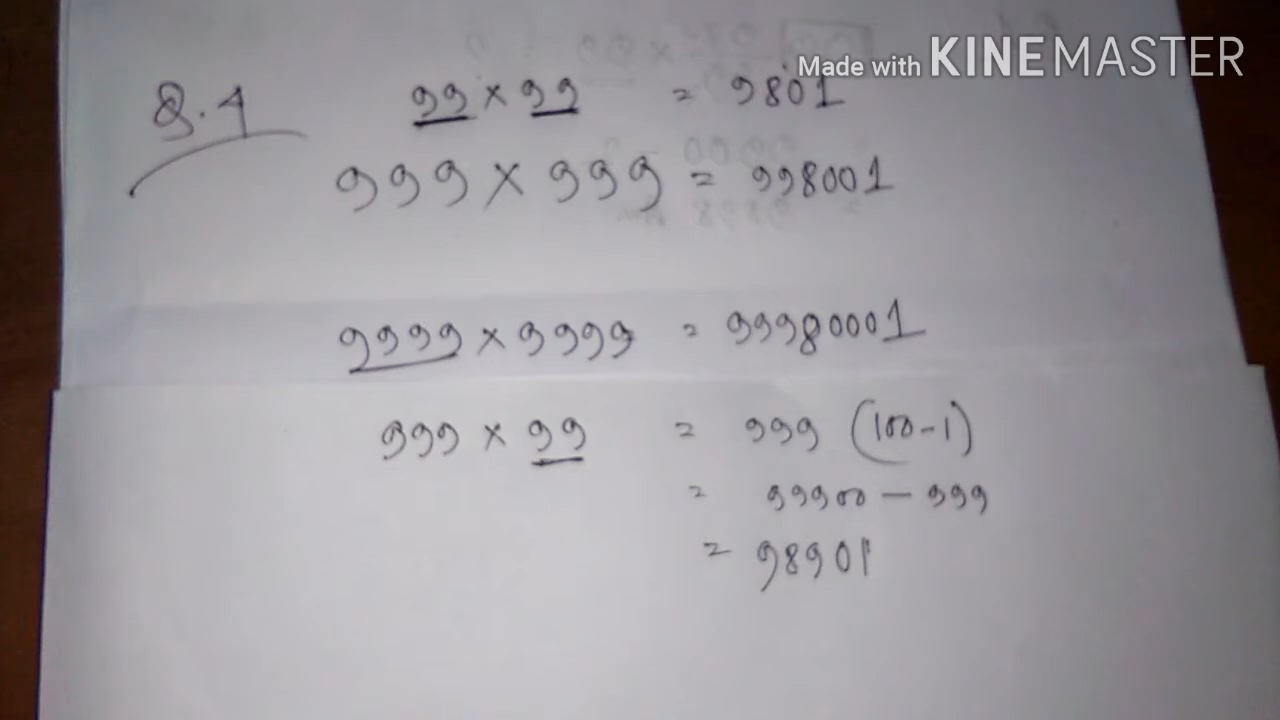 Made with KINEMASTER
Q.1 99 × 99 = 9801
999 × 999 = 998001
9999 × 9999 = 99980001
999 × 99 = 999 (100-1)
= 99900 - 999
= 98901